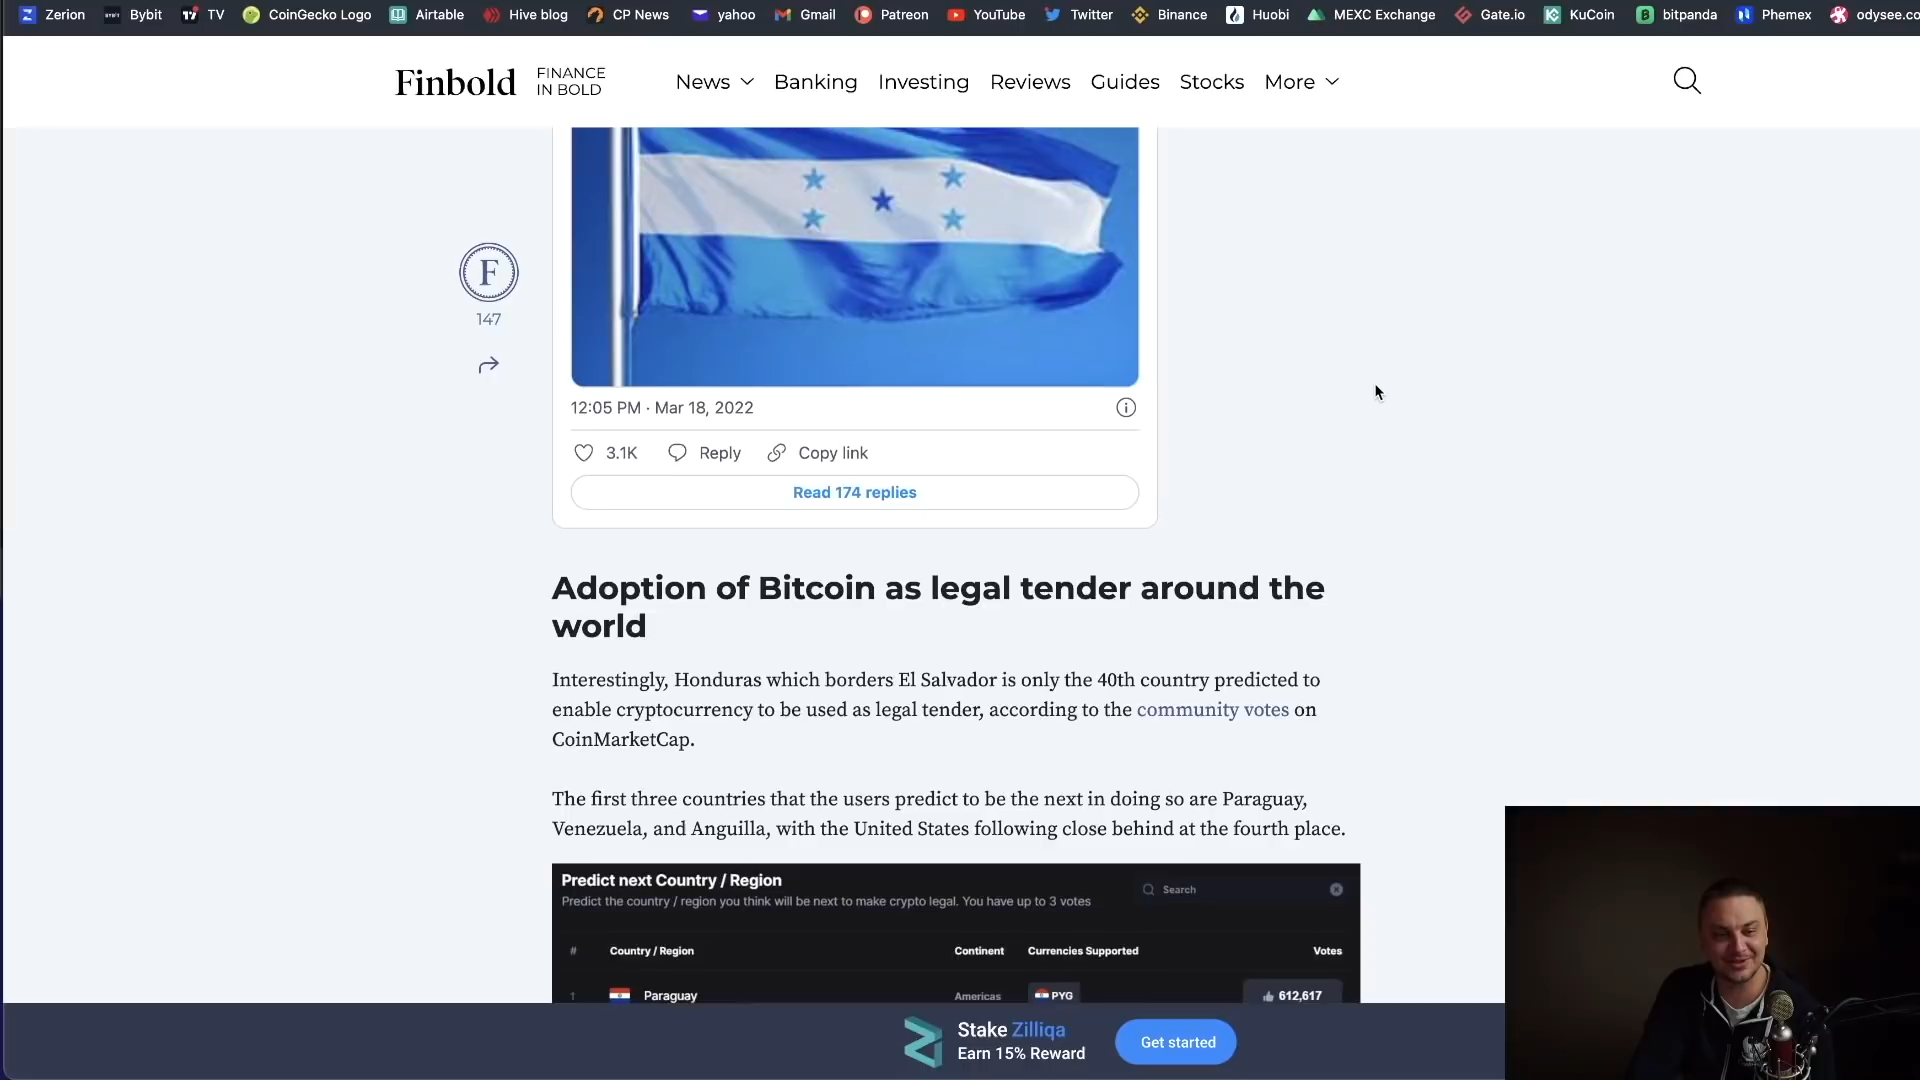 Zerion Bybit TV CoinGecko Logo Airtable Hive blog CP News yahoo Gmail Patreon YouTube Twitter Binance Huobi MEXC Exchange Gate.io KuCoin bitpanda Phemex odysee.co
Finbold FINANCE IN BOLD News Banking Investing Reviews Guides Stocks More
F
147
12:05 PM · Mar 18, 2022
3.1K Reply Copy link
Read 174 replies
Adoption of Bitcoin as legal tender around the
world
Interestingly, Honduras which borders El Salvador is only the 40th country predicted to
enable cryptocurrency to be used as legal tender, according to the community votes on
CoinMarketCap.
The first three countries that the users predict to be the next in doing so are Paraguay,
Venezuela, and Anguilla, with the United States following close behind at the fourth place.
Predict next Country / Region
Search
Predict the country / region you think will be next to make crypto legal. You have up to 3 votes
# Country / Region Continent Currencies Supported Votes
1 Paraguay Americas PYG 612,617
Stake Zilliqa
Earn 15% Reward
Get started